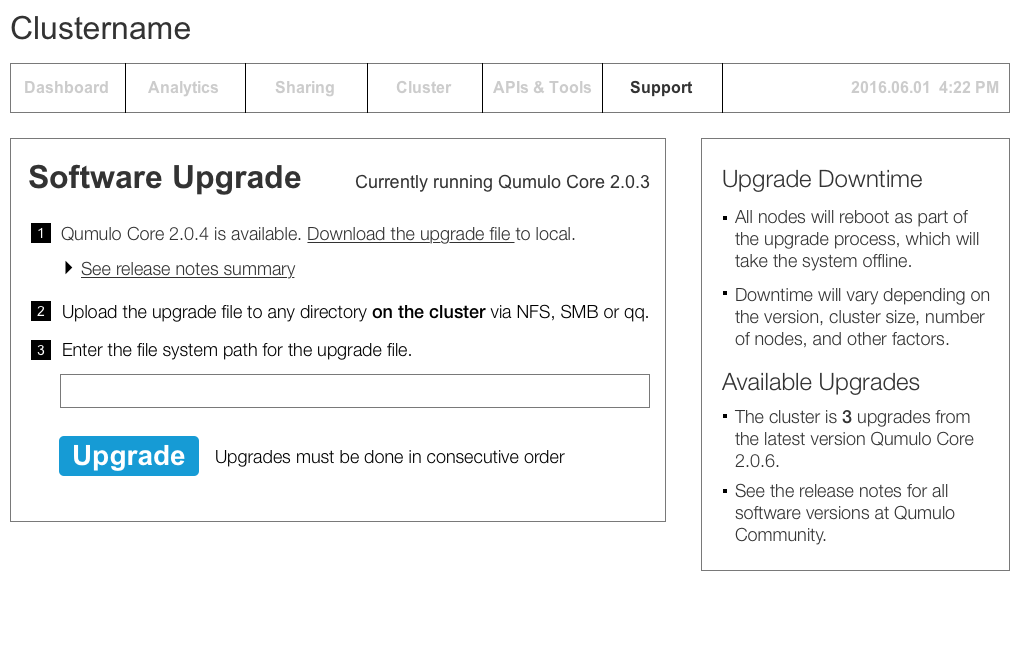 Clustername
Dashboard Analytics Sharing Cluster APIs & Tools Support 2016.06.01 4:22 PM
Software Upgrade Currently running Qumulo Core 2.0.3
1 Qumulo Core 2.0.4 is available. Download the upgrade file to local.
See release notes summary
2 Upload the upgrade file to any directory on the cluster via NFS, SMB or qq.
3 Enter the file system path for the upgrade file.
Upgrade Upgrades must be done in consecutive order
Upgrade Downtime
All nodes will reboot as part of
the upgrade process, which will
take the system offline.
Downtime will vary depending on
the version, cluster size, number
of nodes, and other factors.
Available Upgrades
The cluster is 3 upgrades from
the latest version Qumulo Core
2.0.6.
See the release notes for all
software versions at Qumulo
Community.